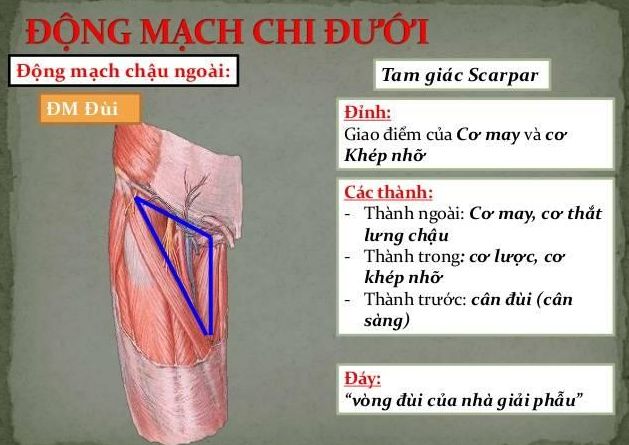 ĐỘNG MẠCH CHI DƯỚI
Động mạch chậu ngoài:
ĐM Đùi
Tam giác Scarpar
Đỉnh:
Giao điểm của Cơ may và cơ
Khép nhỡ
Các thành:
- Thành ngoài: Cơ may, cơ thắt
lưng chậu
- Thành trong: cơ lược, cơ
khép nhỡ
- Thành trước: cân đùi (cân
sàng)
Đáy:
“vòng đùi của nhà giải phẫu”